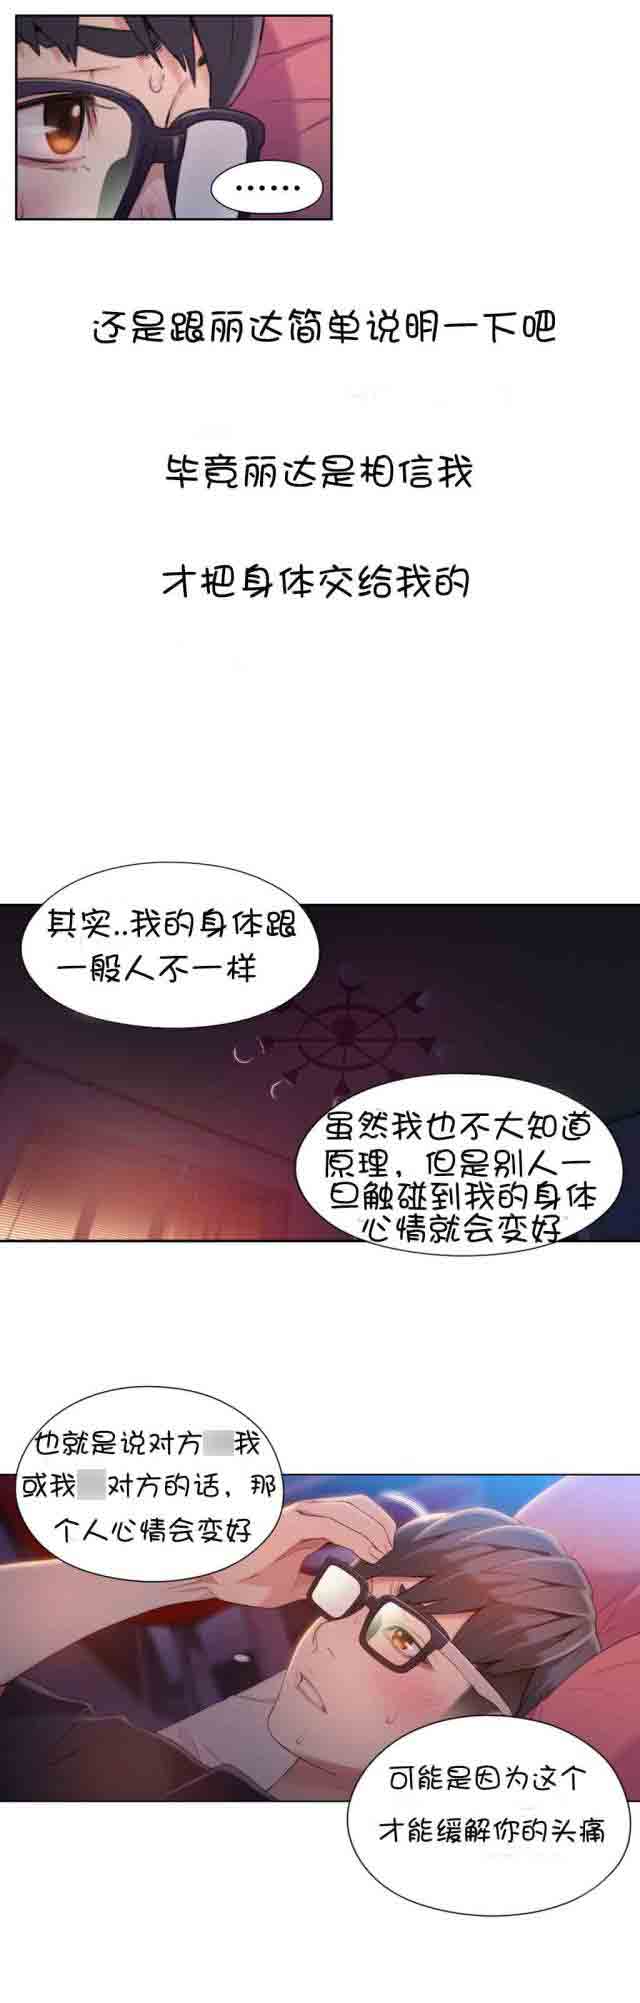 ……
还是跟丽达简单说明一下吧
毕竟丽达是相信我
才把身体交给我的
其实..我的身体跟
一般人不一样
虽然我也不大知道
原理，但是别人一
旦触碰到我的身体
心情就会变好
也就是说对方 我
或我 对方的话，那
个人心情会变好
可能是因为这个
才能缓解你的头痛